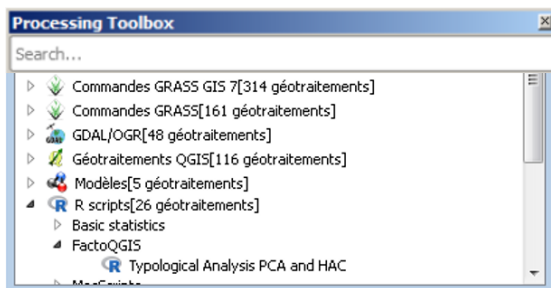 Processing Toolbox
Search...
Commandes GRASS GIS 7[314 géotraitements]
Commandes GRASS[161 géotraitements]
GDAL/OGR[48 géotraitements]
Géotraitements QGIS[116 géotraitements]
Modèles[5 géotraitements]
R scripts[26 géotraitements]
Basic statistics
FactoQGIS
Typological Analysis PCA and HAC